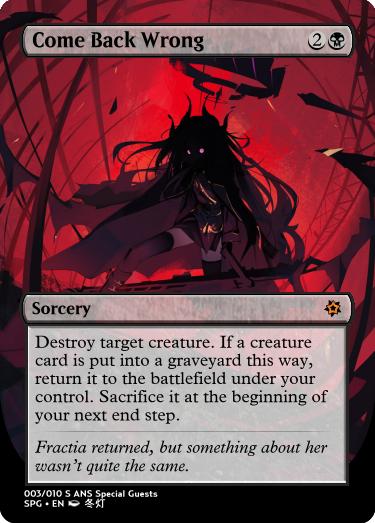 Come Back Wrong 2
Sorcery
Destroy target creature. If a creature
card is put into a graveyard this way,
return it to the battlefield under your
control. Sacrifice it at the beginning of
your next end step.
Fractia returned, but something about her
wasn't quite the same.
003/010 S ANS Special Guests
SPG • EN 冬灯